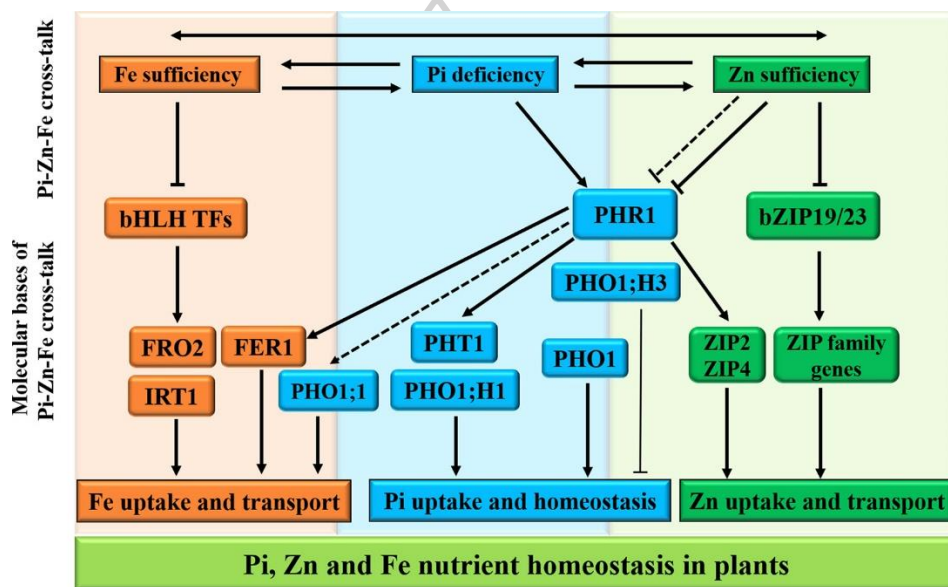 Pi-Zn-Fe cross-talk
Fe sufficiency
Pi deficiency
Zn sufficiency
Molecular bases of
Pi-Zn-Fe cross-talk
bHLH TFs
PHR1
bZIP19/23
PHO1;H3
FRO2
FER1
PHT1
PHO1
ZIP2
ZIP4
ZIP family
genes
IRT1
PHO1;1
PHO1;H1
Fe uptake and transport
Pi uptake and homeostasis
Zn uptake and transport
Pi, Zn and Fe nutrient homeostasis in plants